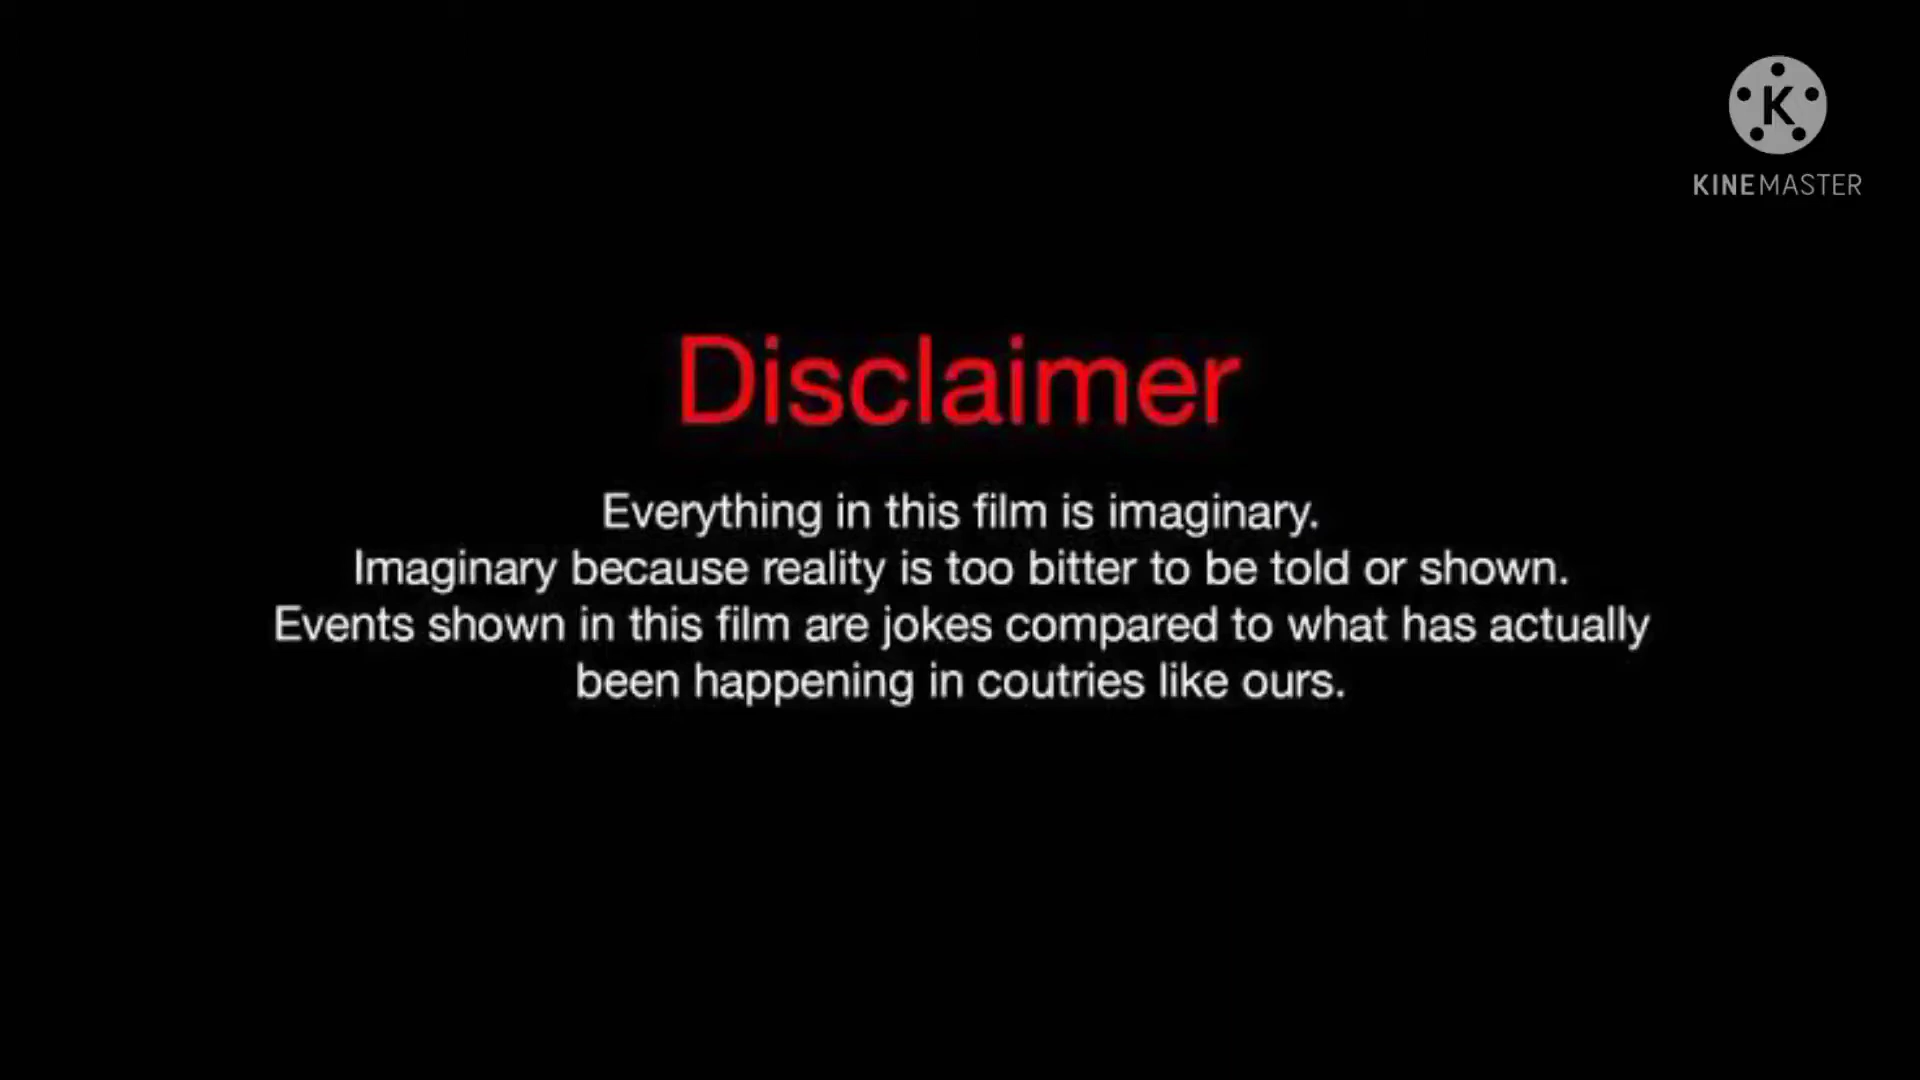 K
KINEMASTER
Disclaimer
Everything in this film is imaginary.
Imaginary because reality is too bitter to be told or shown.
Events shown in this film are jokes compared to what has actually
been happening in coutries like ours.